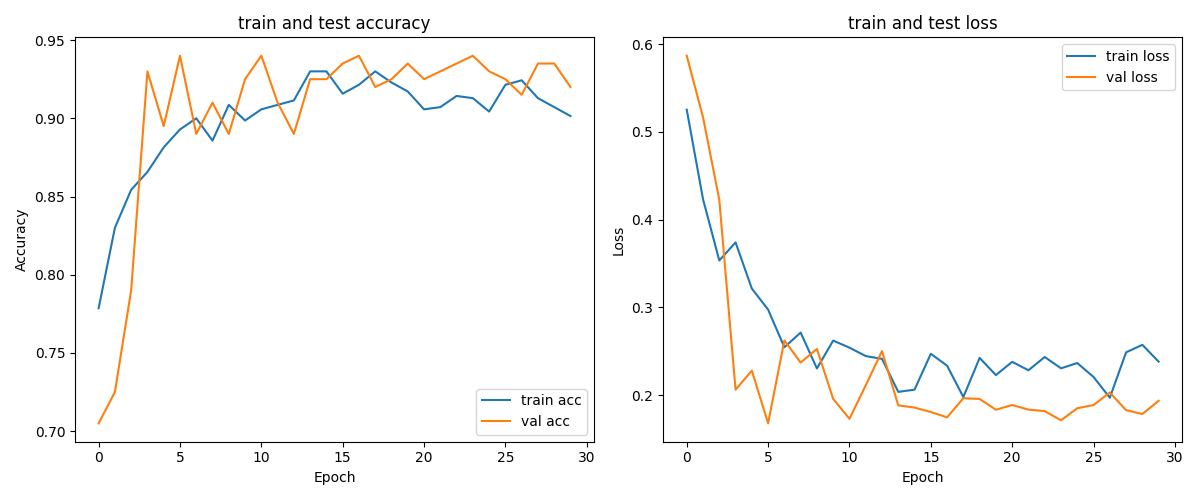 train and test accuracy
0.95
0.90
0.85
0.80
0.75
0.70
Accuracy
train acc
val acc
0 5 10 15 20 25 30
Epoch
train and test loss
0.6
0.5
0.4
0.3
0.2
Loss
train loss
val loss
0 5 10 15 20 25 30
Epoch